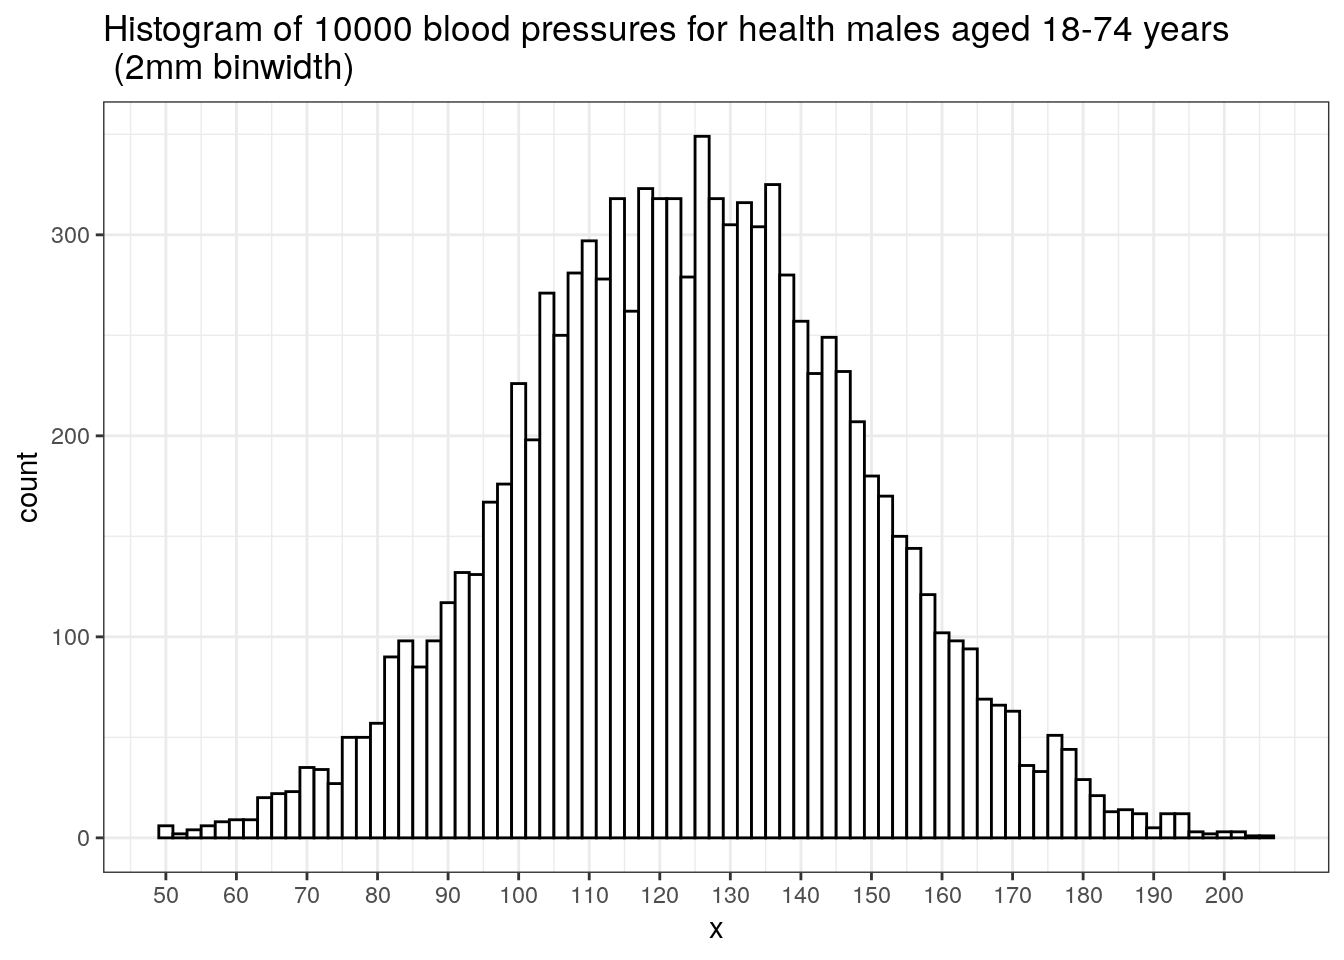 Histogram of 10000 blood pressures for health males aged 18-74 years
(2mm binwidth)
300
200
100
0
count
50 60 70 80 90 100 110 120 130 140 150 160 170 180 190 200
x